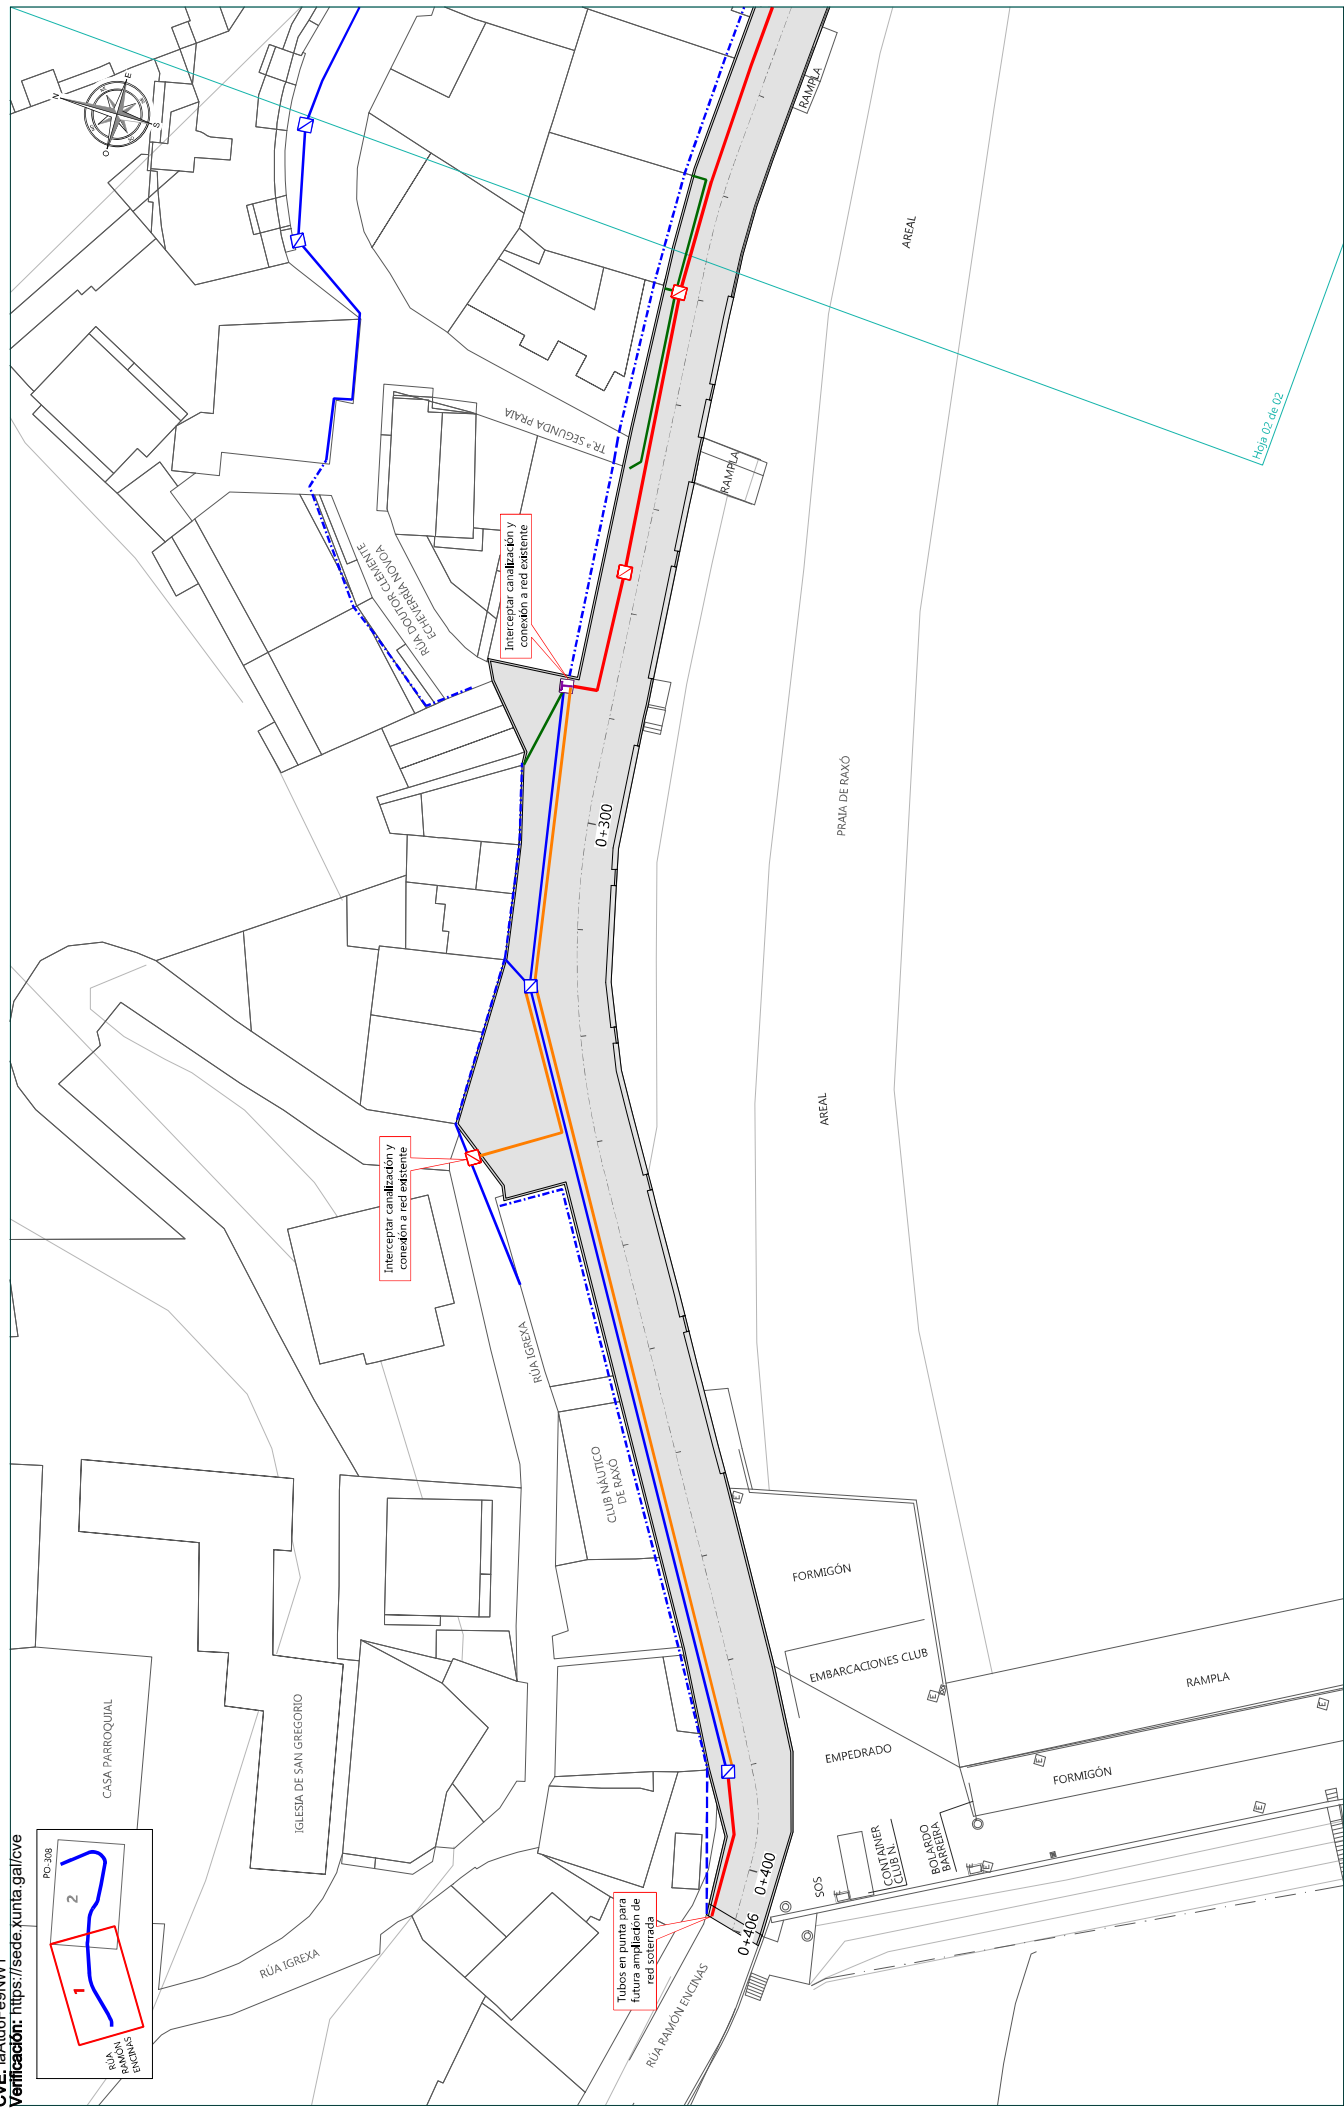 Verificación: https://sede.xunta.gal/cve
PO-308
1
2
RÚA
RAMÓN
ENCINAS
N
E
S
O
RAMPLA
AREAL
Hoja 02 de 02
TR.ª SEGUNDA PRAIA
RAMPLA
RÚA DOUTOR CLEMENTE
ECHEVERRÍA NOVOA
Interceptar canalización y
conexión a red existente
0+300
PRAIA DE RAXÓ
AREAL
Interceptar canalización y
conexión a red existente
RÚA IGREXA
CLUB NÁUTICO
DE RAXÓ
E
FORMIGÓN
EMBARCACIONES CLUB
E
RAMPLA
E
EMPEDRADO
E
FORMIGÓN
E
CASA PARROQUIAL
IGLESIA DE SAN GREGORIO
SOS
CONTAINER
CLUB N.
BOLARDO
BARREIRA
E
0+400
0+406
Tubos en punta para
futura ampliación de
red soterrada
RÚA IGREXA
RÚA RAMÓN ENCINAS